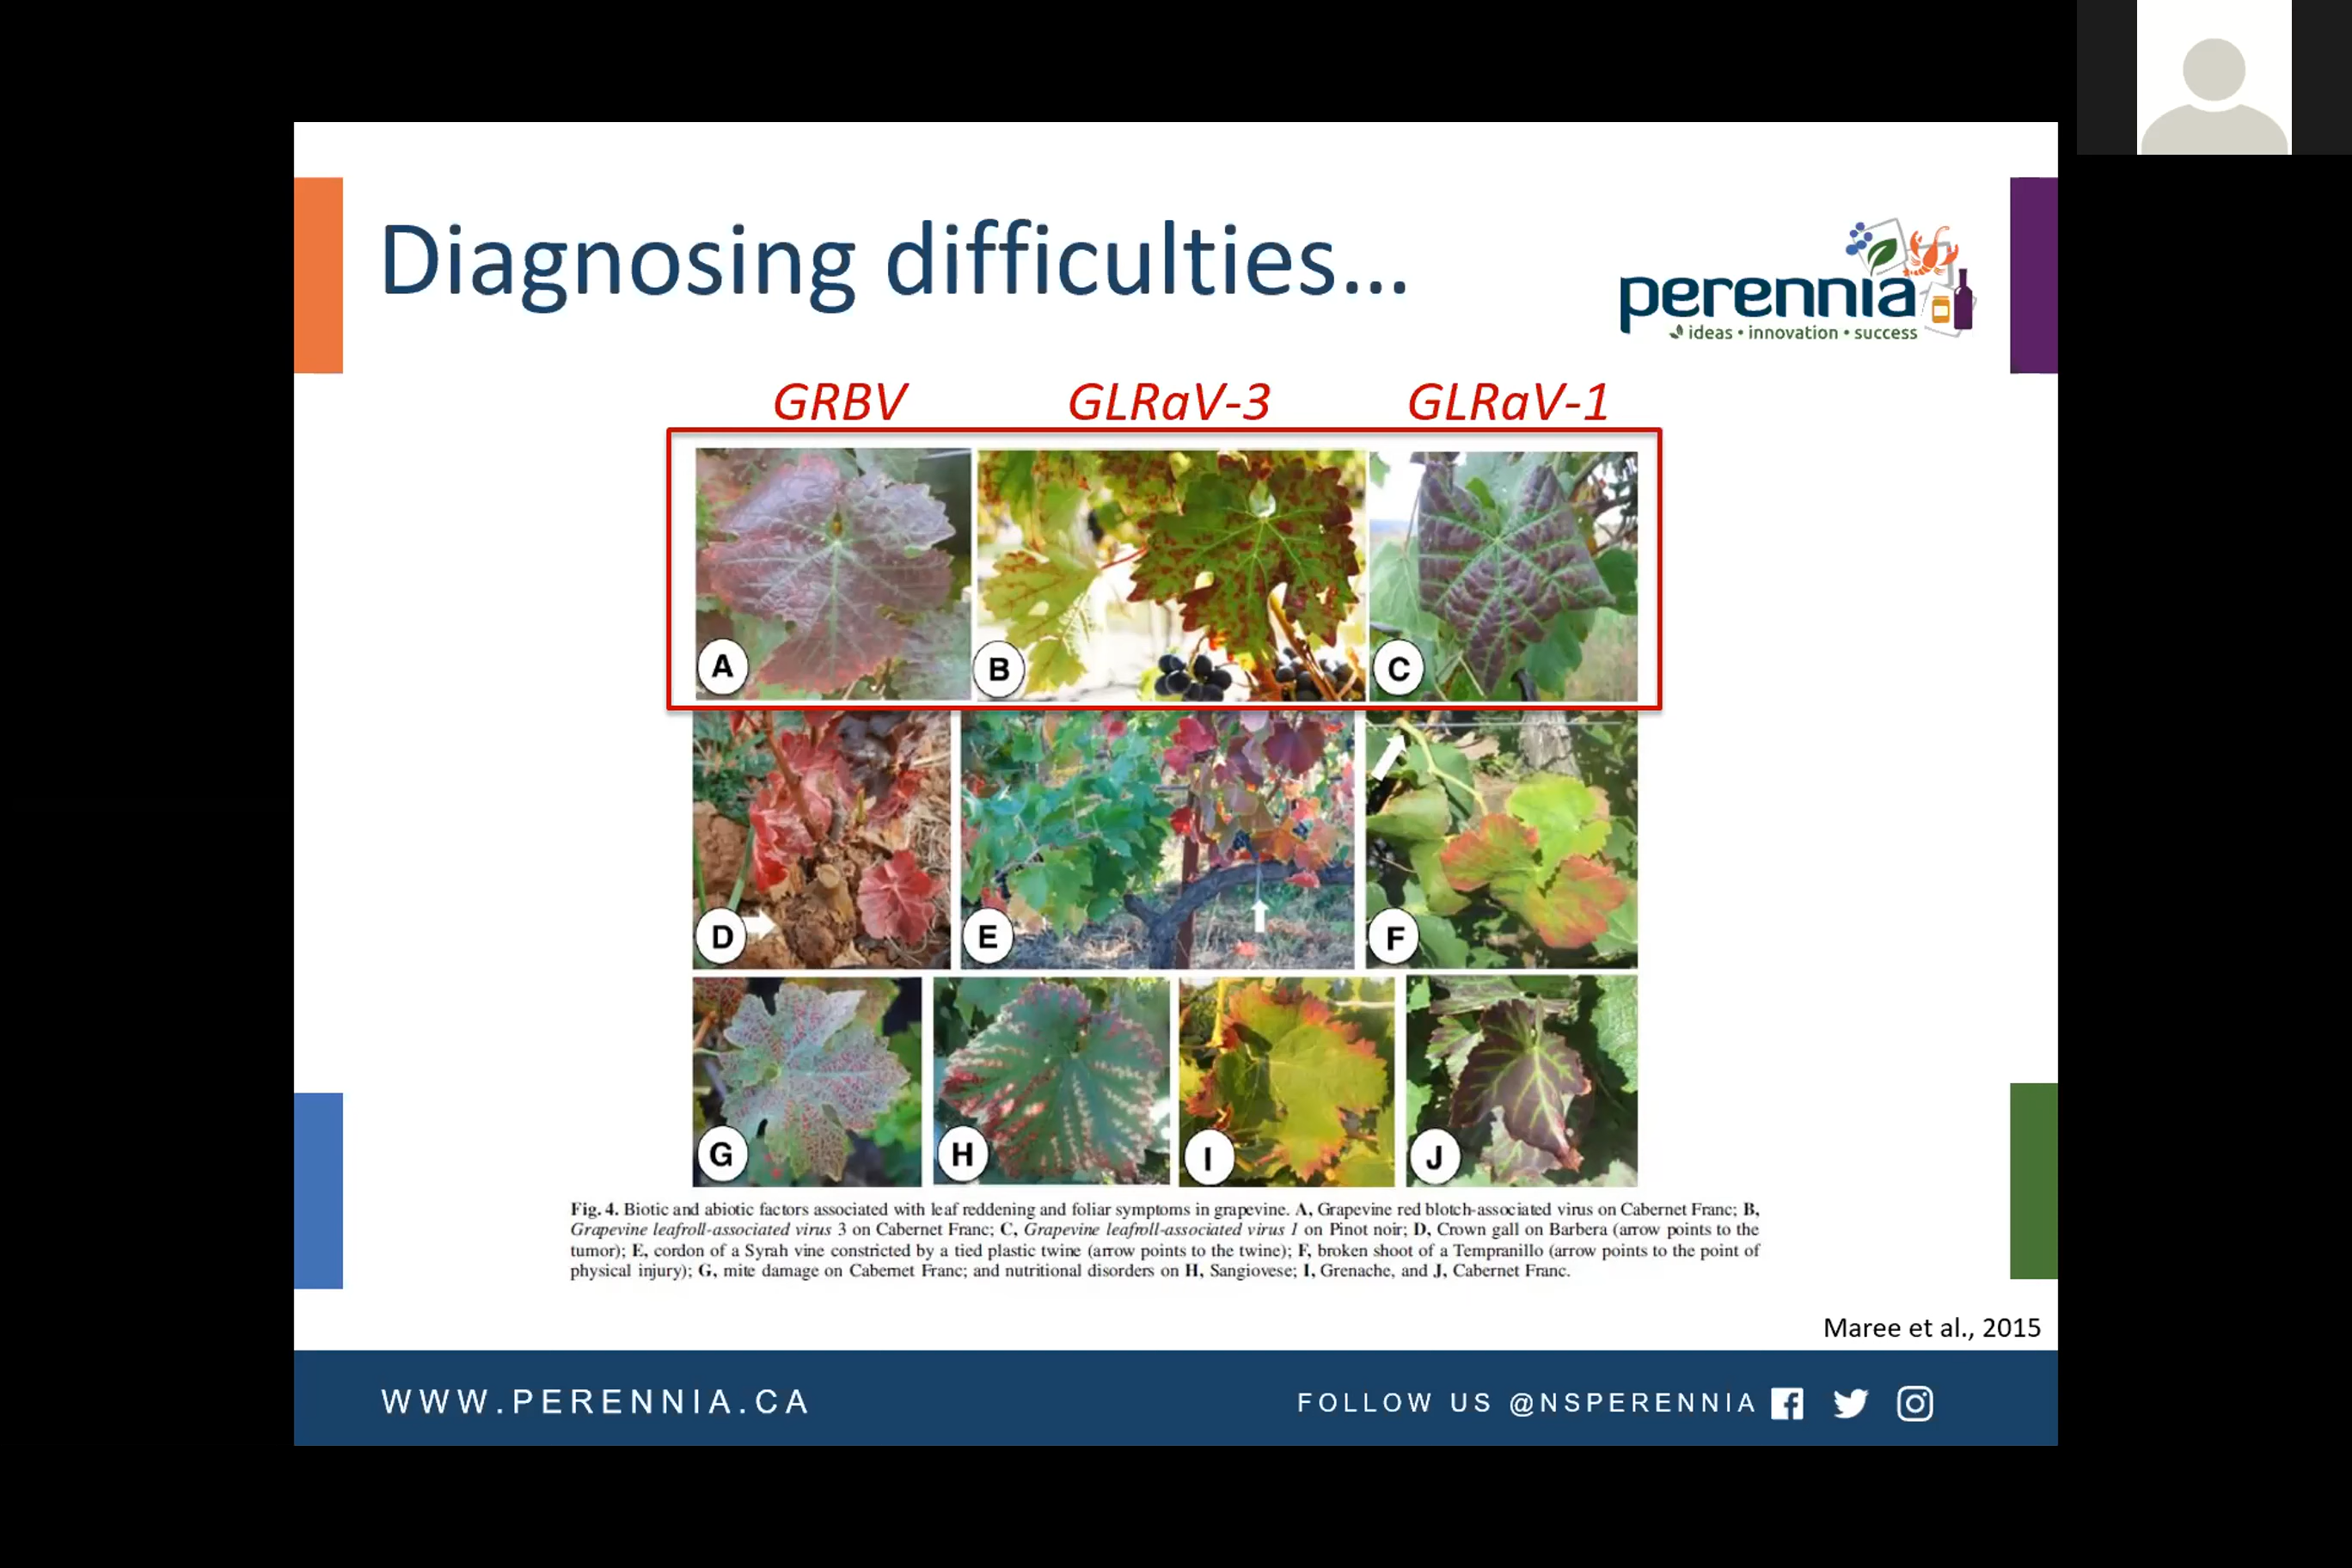 Diagnosing difficulties...
perennia
ideas • innovation • success
GRBV GLRaV-3 GLRaV-1
A B C
D E F
G H I J
Fig. 4. Biotic and abiotic factors associated with leaf reddening and foliar symptoms in grapevine. A, Grapevine red blotch-associated virus on Cabernet Franc; B,
Grapevine leafroll-associated virus 3 on Cabernet Franc; C, Grapevine leafroll-associated virus 1 on Pinot noir; D, Crown gall on Barbera (arrow points to the
tumor); E, cordon of a Syrah vine constricted by a tied plastic twine (arrow points to the twine); F, broken shoot of a Tempranillo (arrow points to the point of
physical injury); G, mite damage on Cabernet Franc; and nutritional disorders on H, Sangiovese; I, Grenache, and J, Cabernet Franc.
Maree et al., 2015
WWW.PERENNIA.CA
FOLLOW US @NSPERENNIA